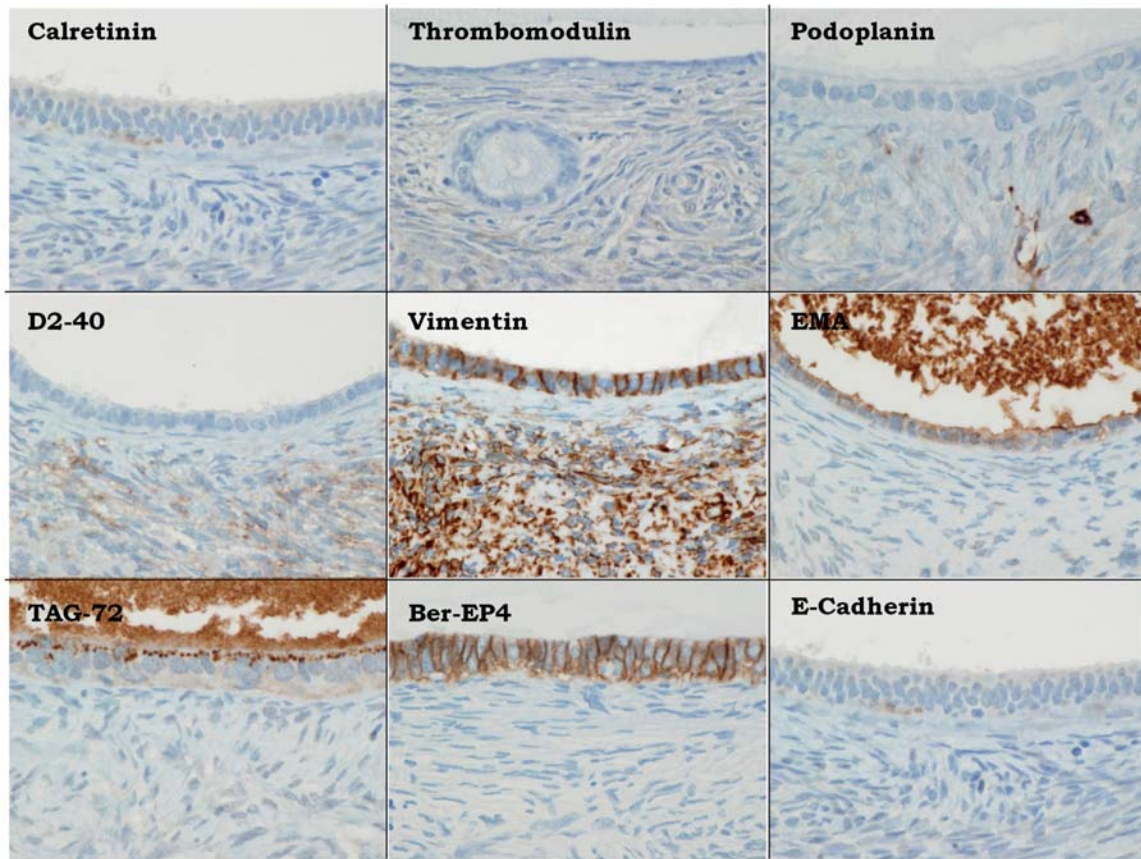 Calretinin
Thrombomodulin
Podoplanin
D2-40
Vimentin
EMA
TAG-72
Ber-EP4
E-Cadherin